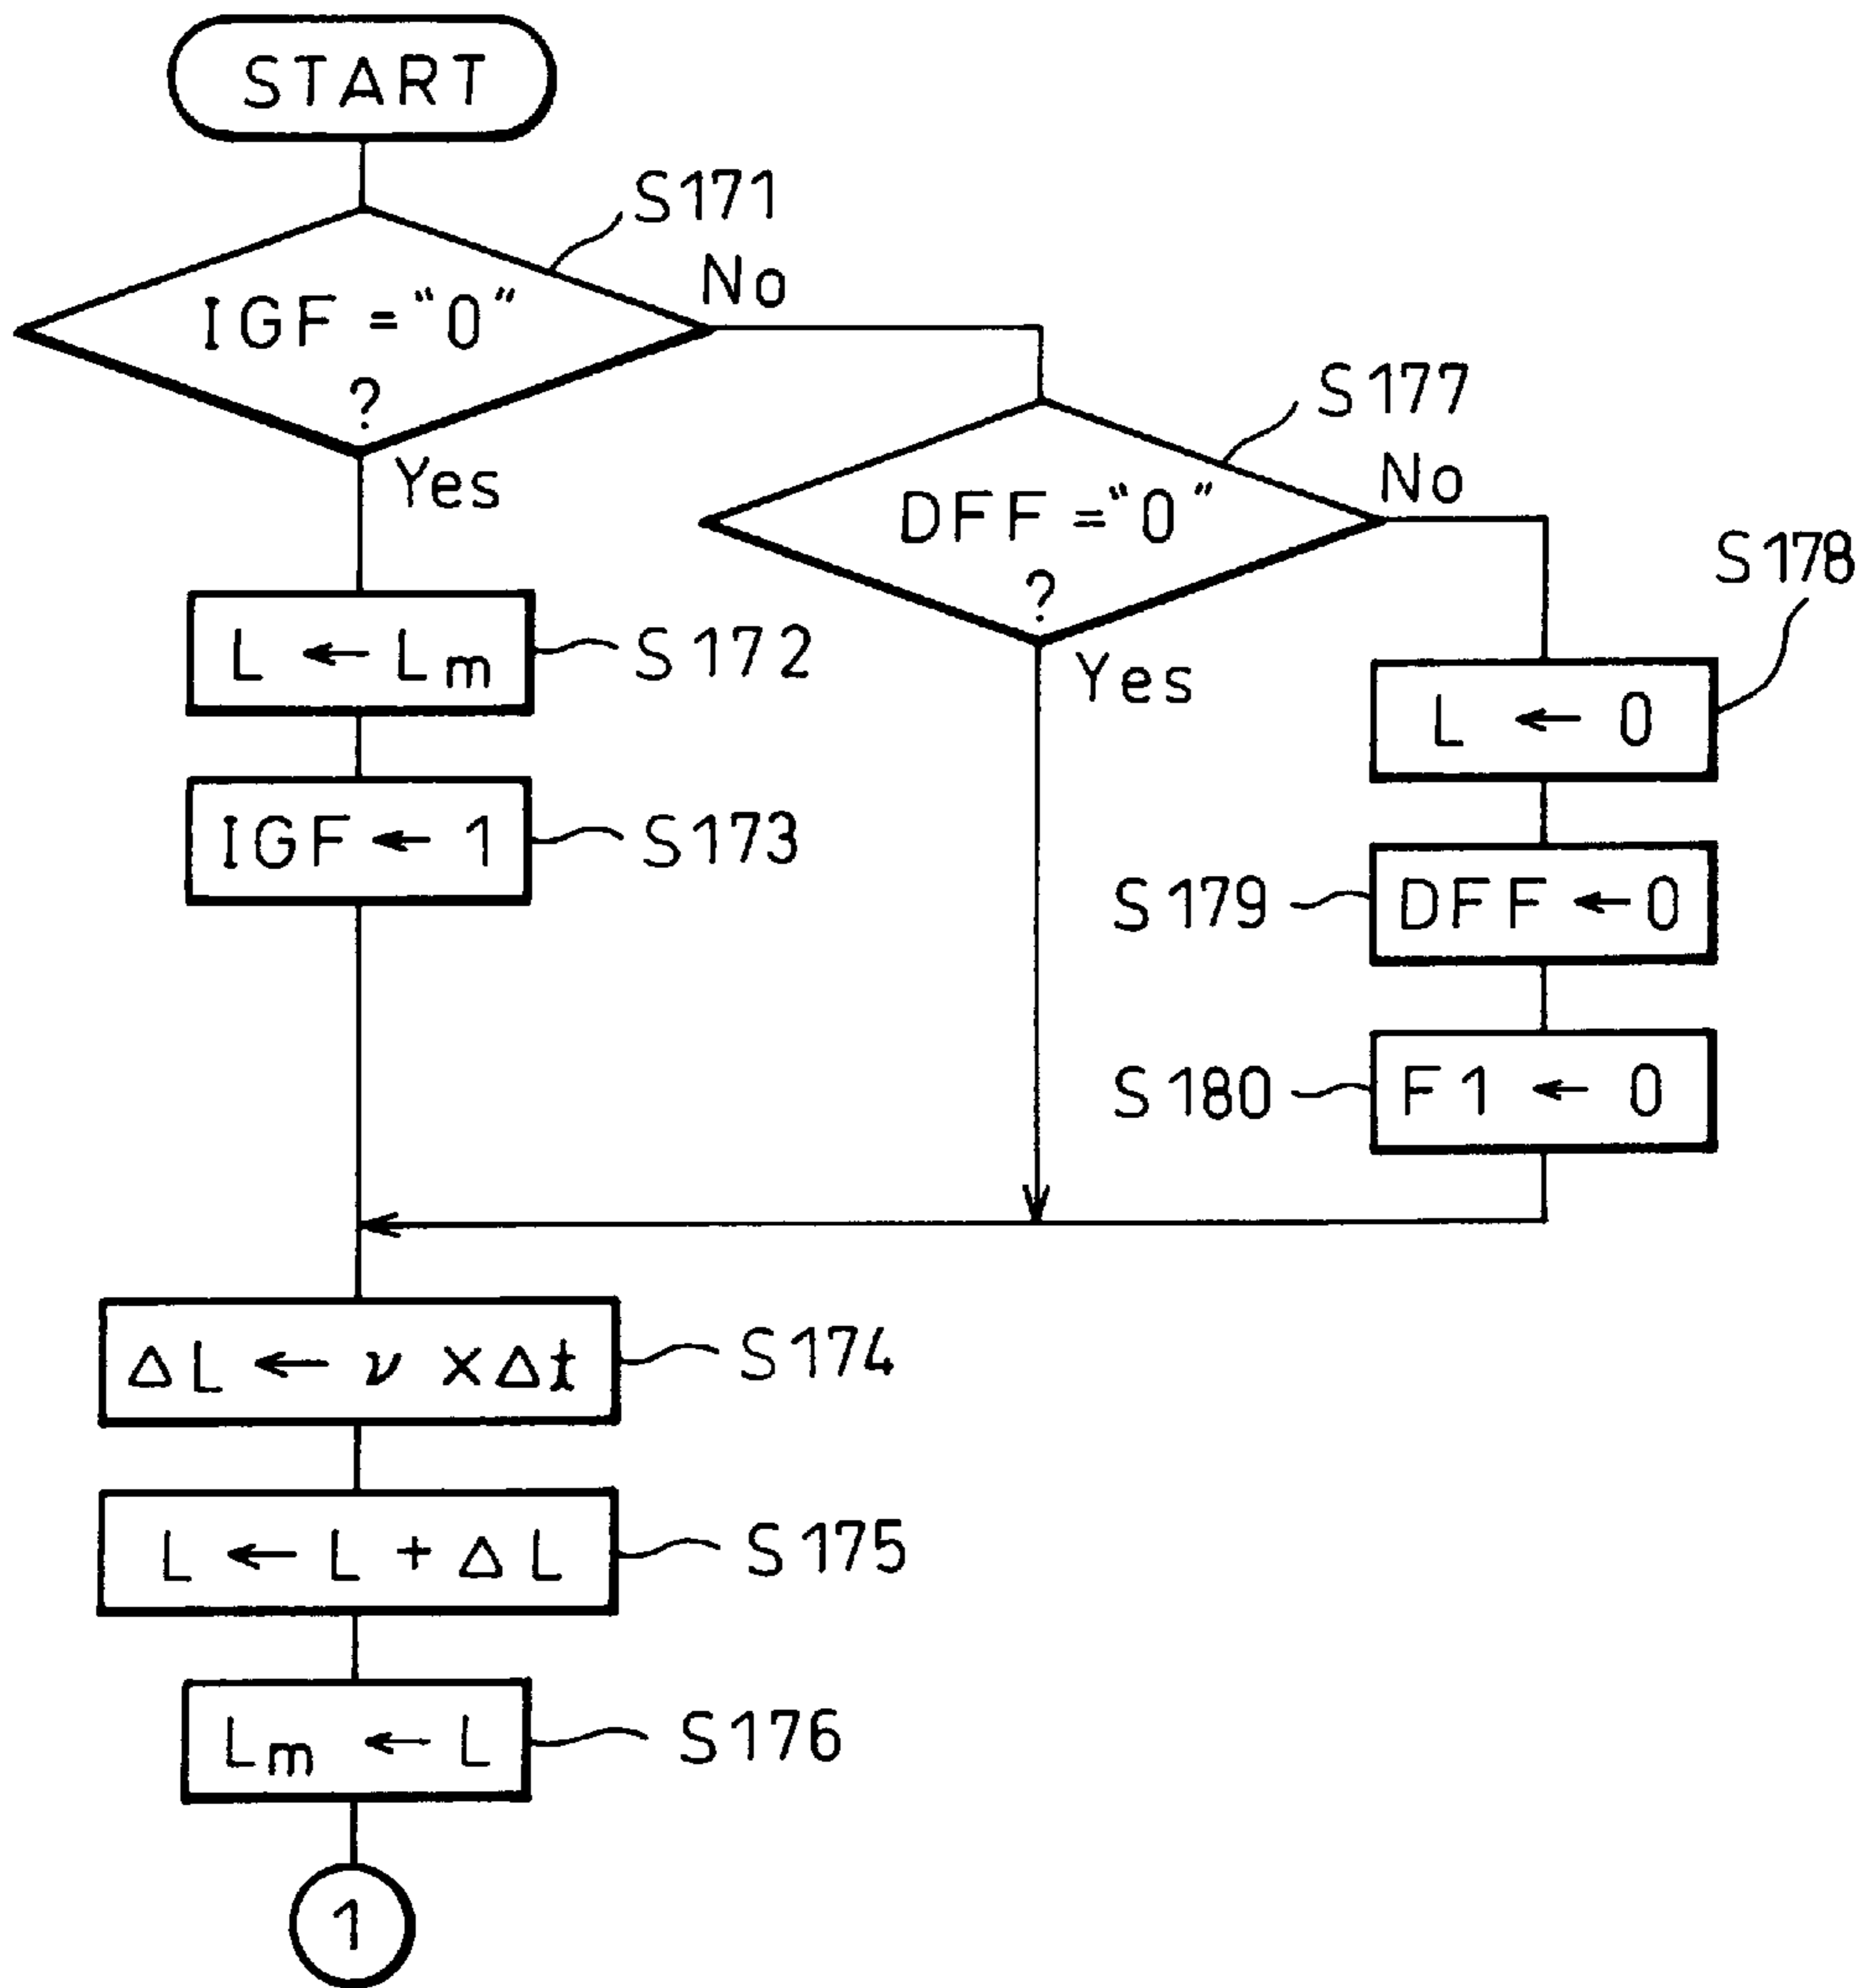 START
S171
IGF = "0"
?
No
Yes
S177
DFF = "0"
?
No
Yes
S178
L ← Lm
S172
L ← 0
IGF ← 1
S173
S179
DFF ← 0
S180
F1 ← 0
ΔL ← ν × Δt
S174
L ← L + ΔL
S175
Lm ← L
S176
1